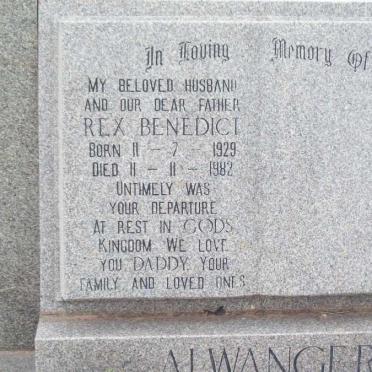 In Loving Memory Of
MY BELOVED HUSBAND
AND OUR DEAR FATHER
REX BENEDICT
BORN 11 – 7 – 1929
DIED 11 – 11 – 1982
UNTIMELY WAS
YOUR DEPARTURE
AT REST IN GODS
KINGDOM WE LOVE
YOU DADDY YOUR
FAMILY AND LOVED ONES
ALWANGER